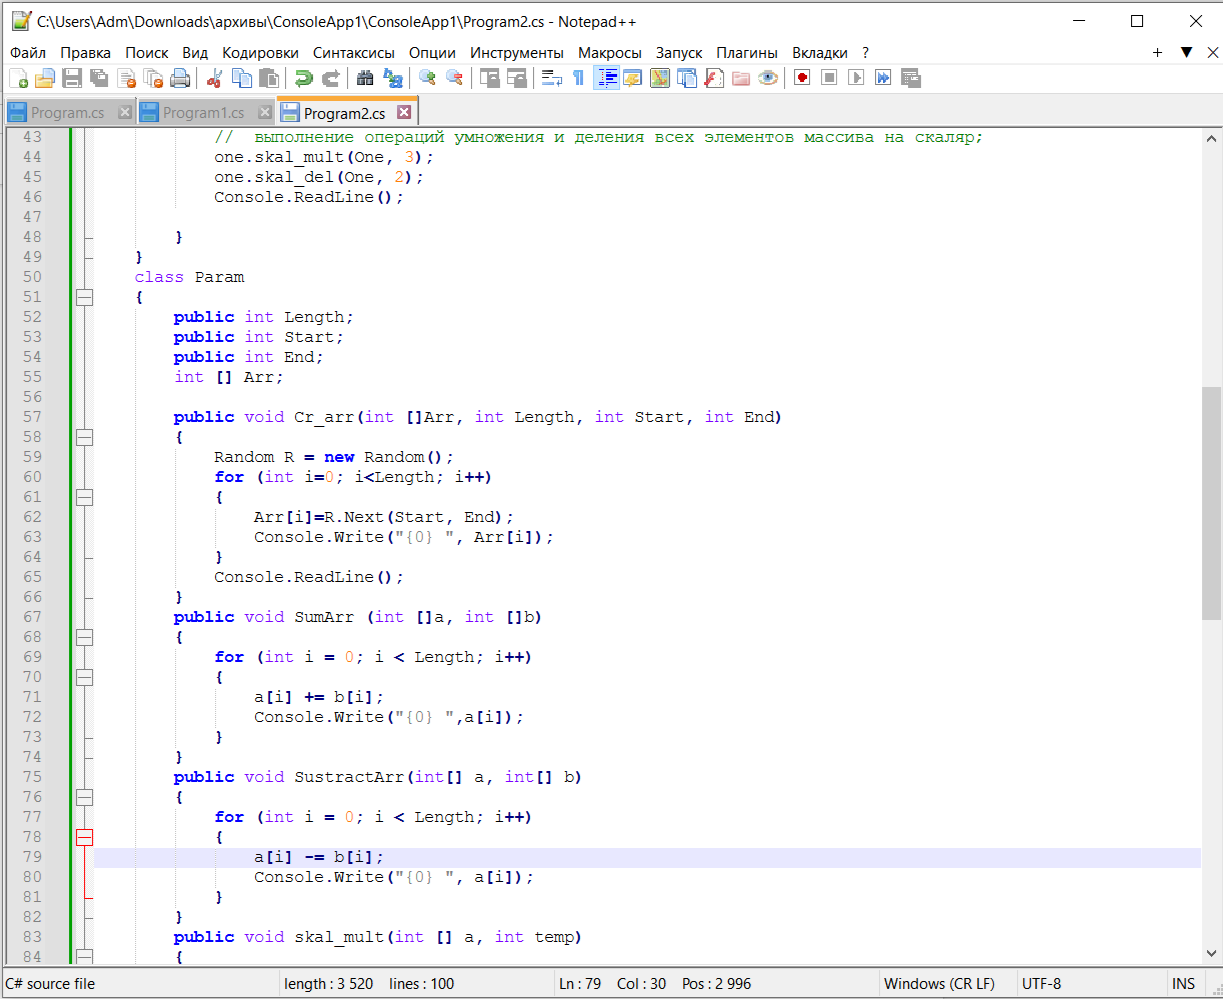 C:\Users\Adm\Downloads\архивы\ConsoleApp1\ConsoleApp1\Program2.cs - Notepad++
Файл Правка Поиск Вид Кодировки Синтаксисы Опции Инструменты Макросы Запуск Плагины Вкладки ?
Program.cs Program1.cs Program2.cs
43 // выполнение операций умножения и деления всех элементов массива на скаляр;
44 one.skal_mult(One, 3);
45 one.skal_del(One, 2);
46 Console.ReadLine();
47
48 }
49 }
50 class Param
51 {
52 public int Length;
53 public int Start;
54 public int End;
55 int [] Arr;
56
57 public void Cr_arr(int []Arr, int Length, int Start, int End)
58 {
59 Random R = new Random();
60 for (int i=0; i<Length; i++)
61 {
62 Arr[i]=R.Next(Start, End);
63 Console.Write("{0} ", Arr[i]);
64 }
65 Console.ReadLine();
66 }
67 public void SumArr (int []a, int []b)
68 {
69 for (int i = 0; i < Length; i++)
70 {
71 a[i] += b[i];
72 Console.Write("{0} ",a[i]);
73 }
74 }
75 public void SustractArr(int[] a, int[] b)
76 {
77 for (int i = 0; i < Length; i++)
78 {
79 a[i] -= b[i];
80 Console.Write("{0} ", a[i]);
81 }
82 }
83 public void skal_mult(int [] a, int temp)
84 {
C# source file length : 3 520 lines : 100 Ln : 79 Col : 30 Pos : 2 996 Windows (CR LF) UTF-8 INS